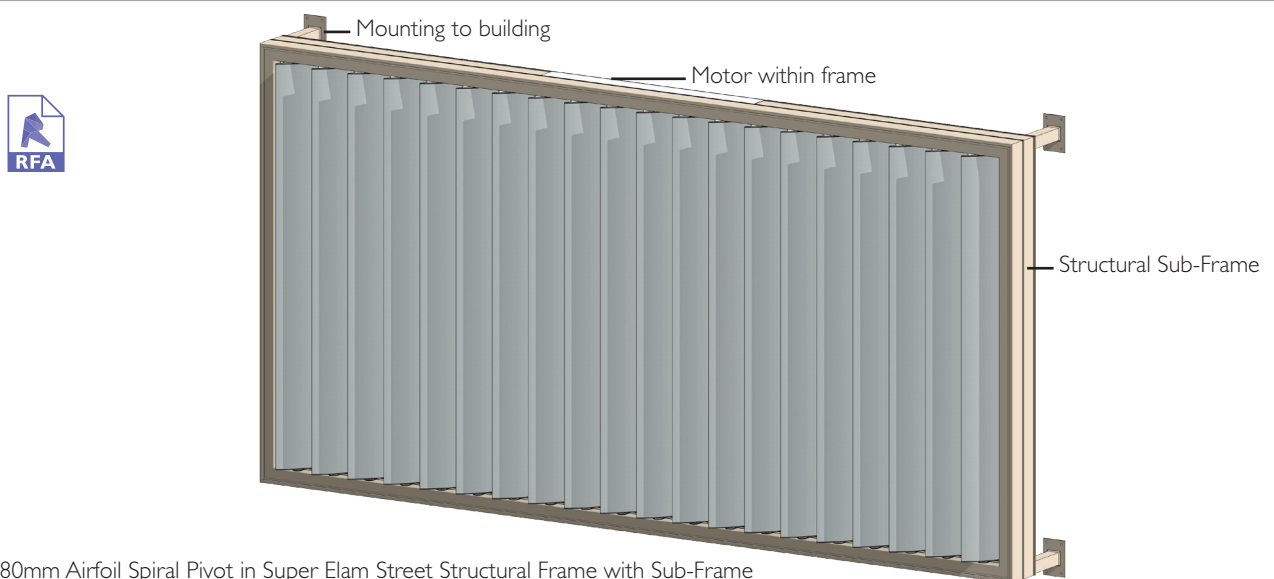 Mounting to building
Motor within frame
RFA
Structural Sub-Frame
80mm Airfoil Spiral Pivot in Super Elam Street Structural Frame with Sub-Frame